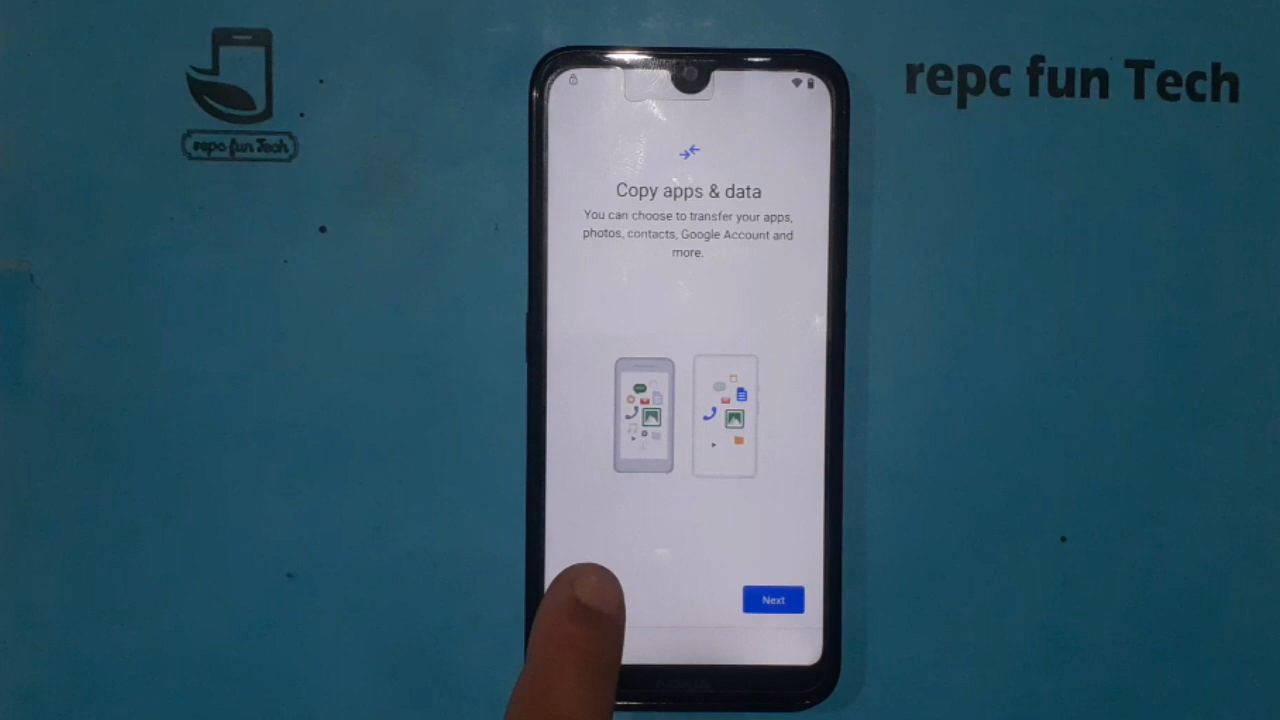 repc fun Tech
repc fun Tech
Copy apps & data
You can choose to transfer your apps,
photos, contacts, Google Account and
more.
Next
NOKIA